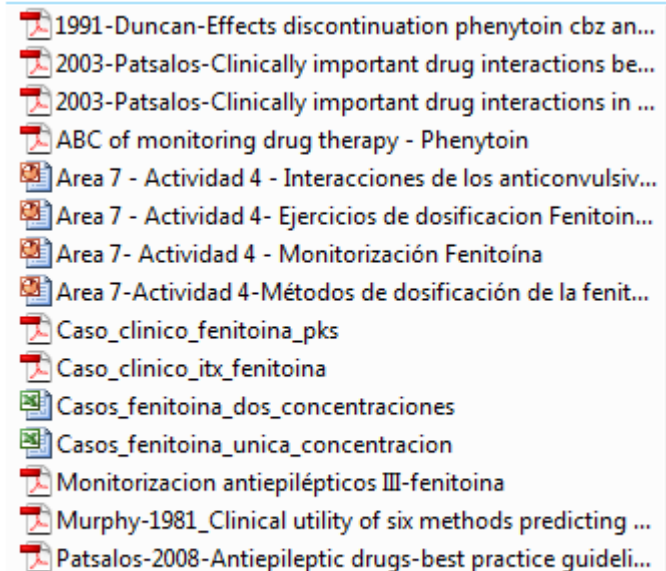 1991-Duncan-Effects discontinuation phenytoin cbz an...
2003-Patsalos-Clinically important drug interactions be...
2003-Patsalos-Clinically important drug interactions in ...
ABC of monitoring drug therapy - Phenytoin
Area 7 - Actividad 4 - Interacciones de los anticonvulsiv...
Area 7 - Actividad 4- Ejercicios de dosificacion Fenitoin...
Area 7- Actividad 4 - Monitorización Fenitoína
Area 7-Actividad 4-Métodos de dosificación de la fenit...
Caso_clinico_fenitoina_pks
Caso_clinico_itx_fenitoina
Casos_fenitoina_dos_concentraciones
Casos_fenitoina_unica_concentracion
Monitorizacion antiepilépticos III-fenitoina
Murphy-1981_Clinical utility of six methods predicting ...
Patsalos-2008-Antiepileptic drugs-best practice guideli...